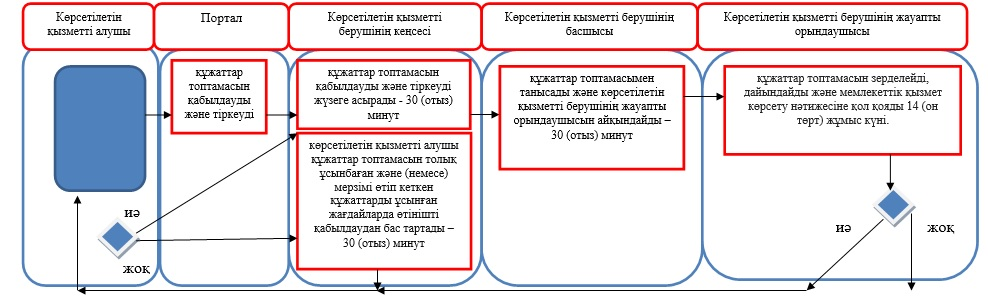 Көрсетілетін
қызметті алушы
Портал
Көрсетілетін қызметті
берушінің кеңсесі
Көрсетілетін қызметті берушінің
басшысы
Көрсетілетін қызметті берушінің жауапты
орындаушысы
құжаттар
топтамасын
қабылдауды
және тіркеуді
құжаттар топтамасын
қабылдауды және тіркеуді
жүзеге асырады - 30 (отыз)
минут
көрсетілетін қызметті алушы
құжаттар топтамасын толық
ұсынбаған және (немесе)
мерзімі өтіп кеткен
құжаттарды ұсынған
жағдайларда өтінішті
қабылдаудан бас тартады –
30 (отыз) минут
құжаттар топтамасымен
танысады және көрсетілетін
қызметті берушінің жауапты
орындаушысын айқындайды –
30 (отыз) минут
құжаттар топтамасын зерделейді,
дайындайды және мемлекеттік қызмет
көрсету нәтижесіне қол қояды 14 (он
төрт) жұмыс күні.
иә
жоқ
иә
жоқ